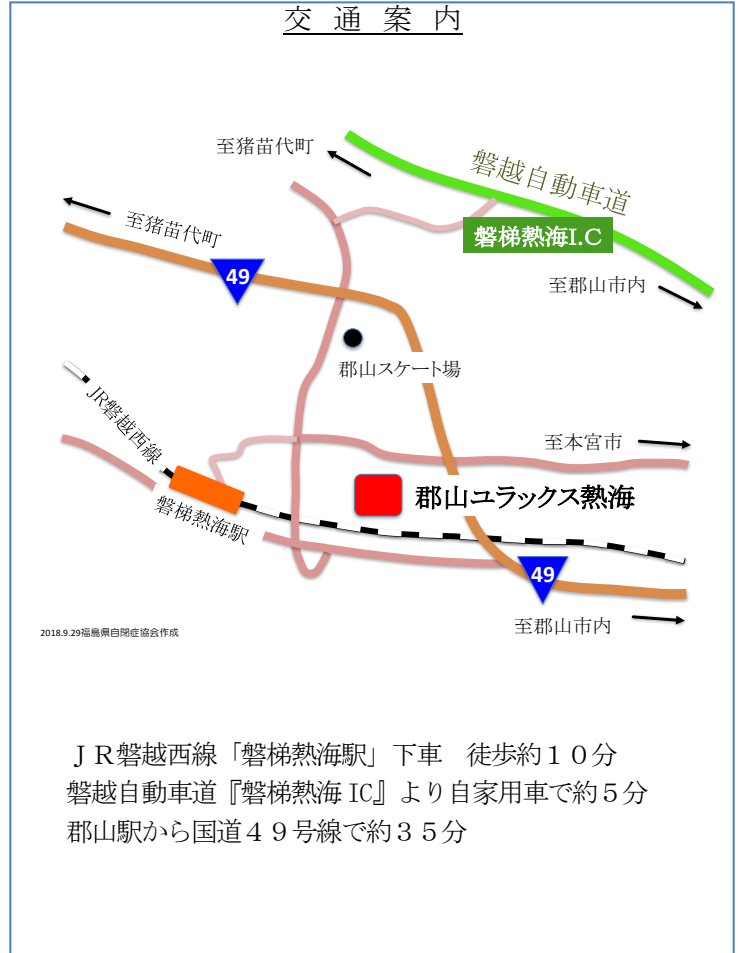 交 通 案 内
至猪苗代町
磐越自動車道
至猪苗代町
磐梯熱海I.C
49
至郡山市内
郡山スケート場
JR磐越西線
至本宮市
郡山ユラックス熱海
磐梯熱海駅
49
至郡山市内
2018.9.29福島県自閉症協会作成
ＪＲ磐越西線「磐梯熱海駅」下車　徒歩約１０分
磐越自動車道『磐梯熱海 IC』より自家用車で約５分
郡山駅から国道４９号線で約３５分